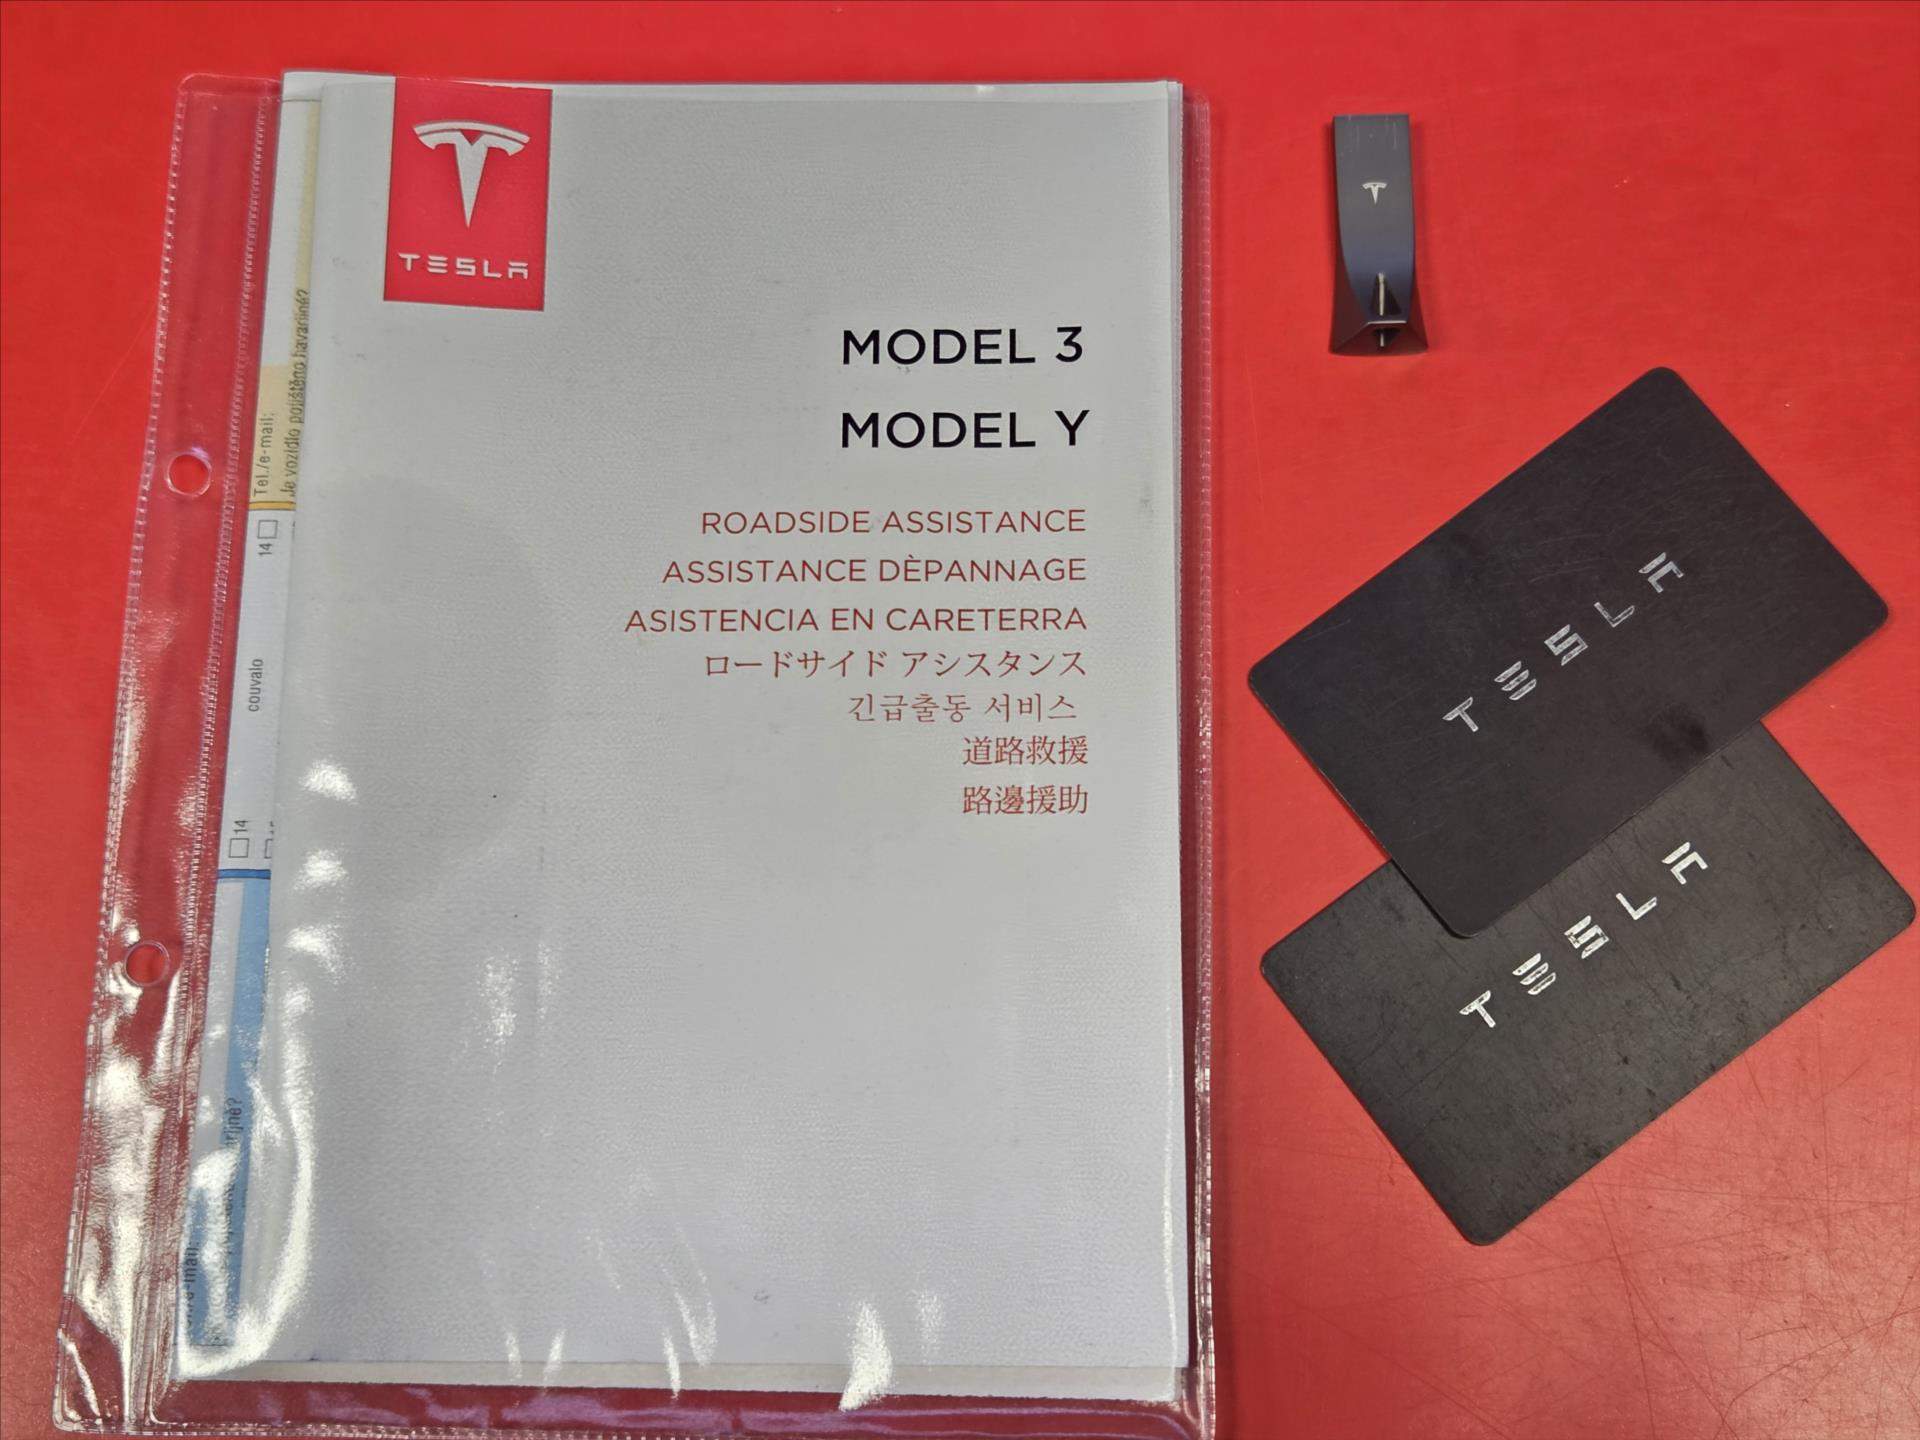 TESLA
MODEL 3
MODEL Y
ROADSIDE ASSISTANCE
ASSISTANCE DÈPANNAGE
ASISTENCIA EN CARETERRA
ロードサイド アシスタンス
긴급출동 서비스
道路救援
路邊援助
Tel./e-mail:
Je vozidlo pojištěno havarijně?
14
couvalo
14
TESLA
TESLA